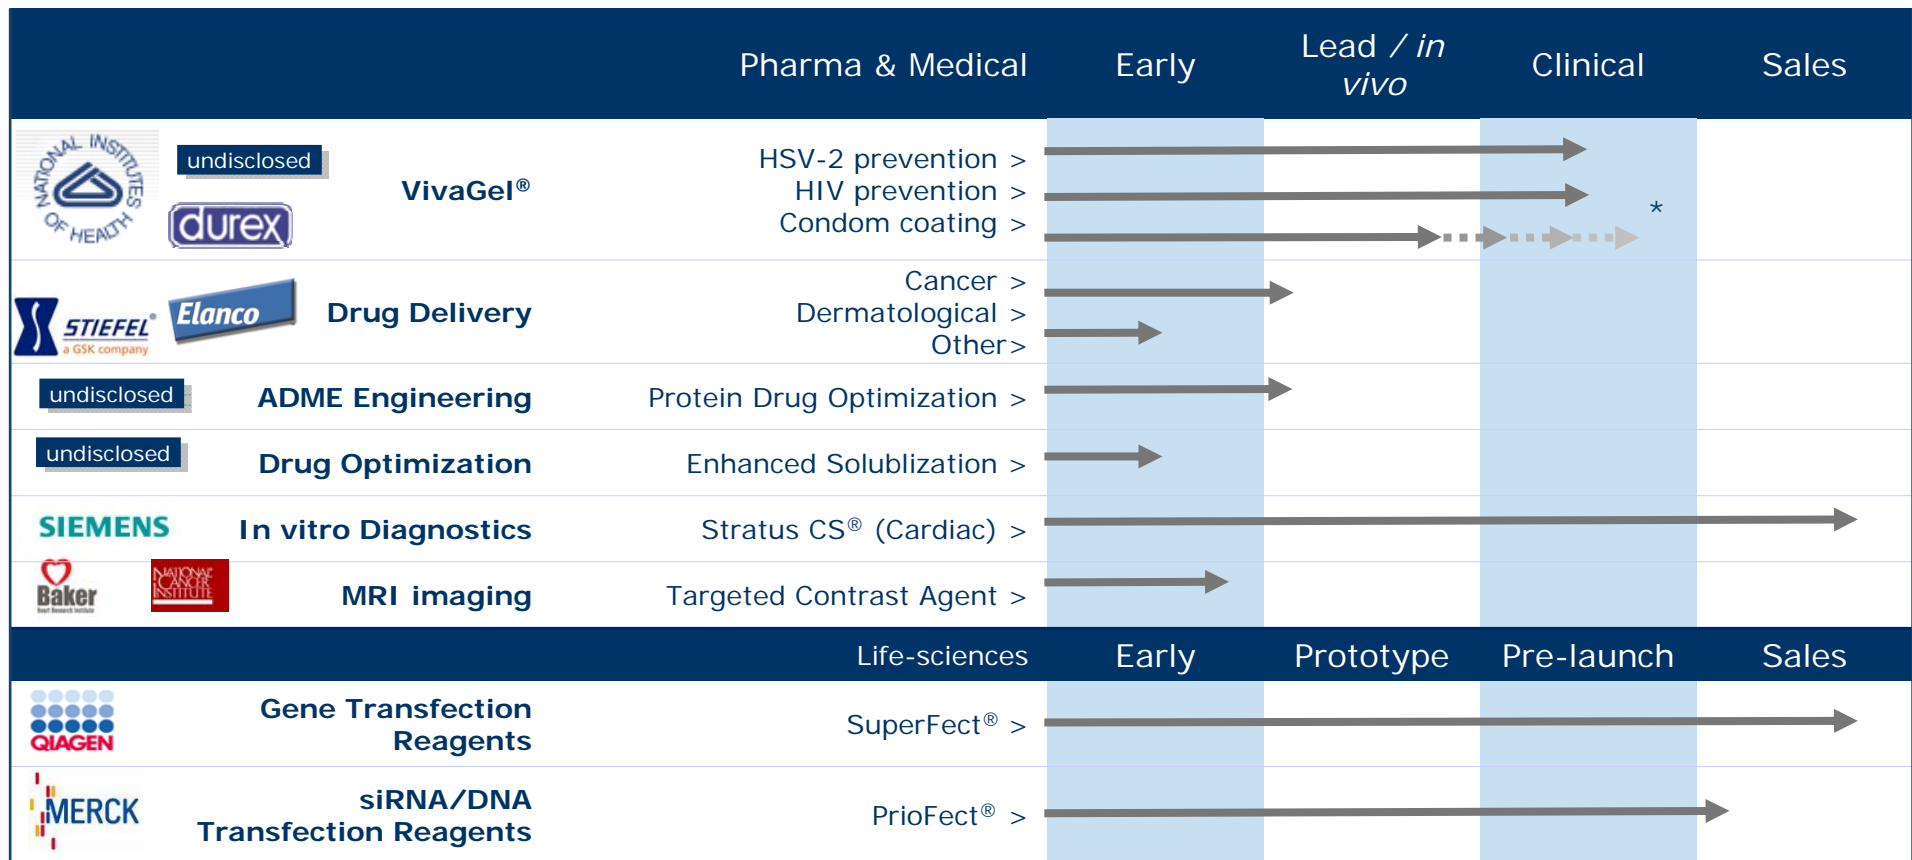 Pharma & Medical Early Lead / in vivo Clinical Sales
NATIONAL INSTITUTES OF HEALTH
undisclosed
durex
VivaGel®
HSV-2 prevention >
HIV prevention >
Condom coating >
*
STIEFEL®
a GSK company
Elanco
Drug Delivery
Cancer >
Dermatological >
Other>
undisclosed
ADME Engineering
Protein Drug Optimization >
undisclosed
Drug Optimization
Enhanced Solublization >
SIEMENS
In vitro Diagnostics
Stratus CS® (Cardiac) >
Baker
Heart Research Institute
NATIONAL
CANCER
INSTITUTE
MRI imaging
Targeted Contrast Agent >
Life-sciences Early Prototype Pre-launch Sales
QIAGEN
Gene Transfection
Reagents
SuperFect® >
MERCK
siRNA/DNA
Transfection Reagents
PrioFect® >